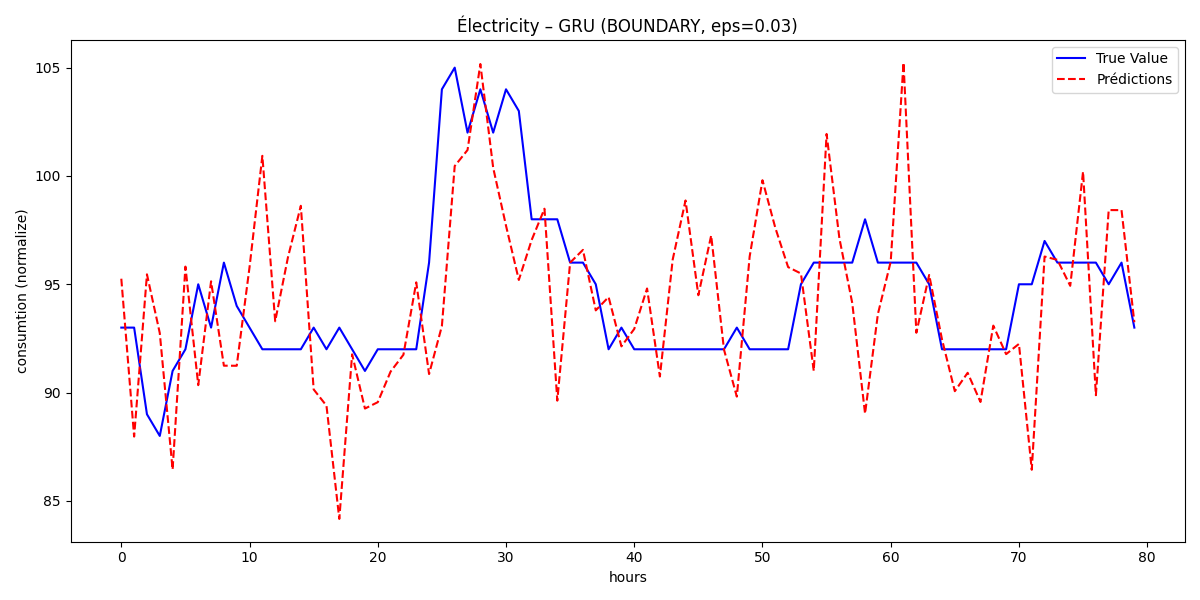 Électricity – GRU (BOUNDARY, eps=0.03)
True Value
Prédictions
consumtion (normalize)
105
100
95
90
85
0 10 20 30 40 50 60 70 80
hours